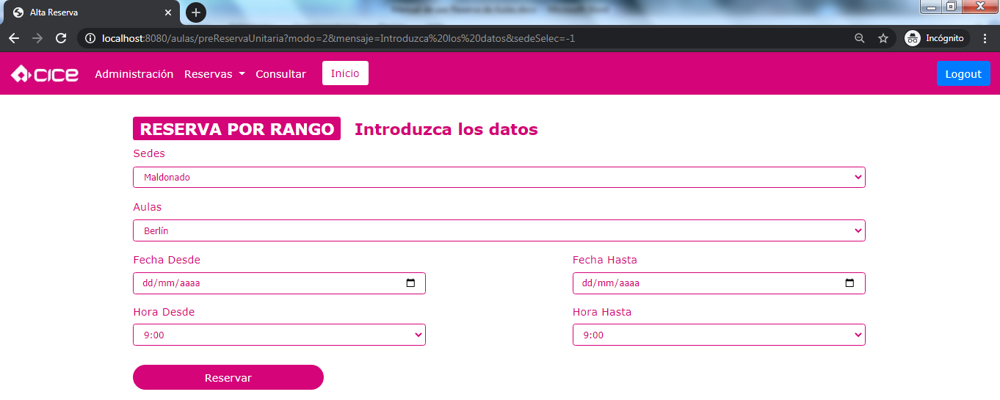 Alta Reserva
localhost:8080/aulas/preReservaUnitaria?modo=2&mensaje=Introduzca%20los%20datos&sedeSelec=-1
Incógnito
CICE Administración Reservas Consultar Inicio Logout
RESERVA POR RANGO Introduzca los datos
Sedes
Maldonado
Aulas
Berlín
Fecha Desde Fecha Hasta
dd/mm/aaaa dd/mm/aaaa
Hora Desde Hora Hasta
9:00 9:00
Reservar